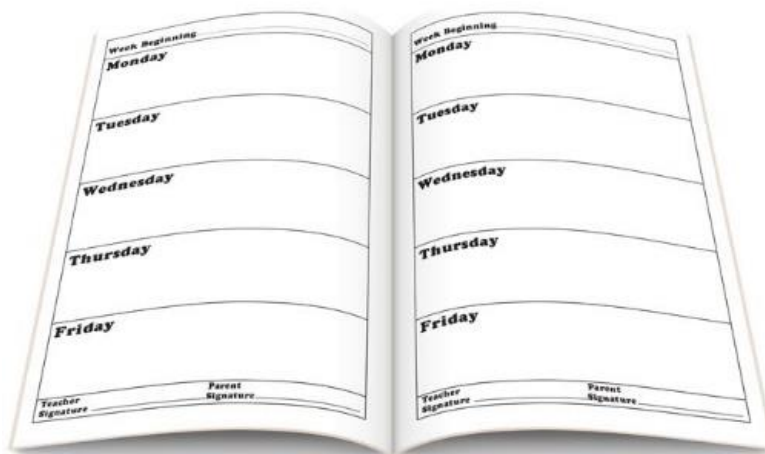 Week Beginning
Monday
Tuesday
Wednesday
Thursday
Friday
Teacher Parent
Signature Signature
Week Beginning
Monday
Tuesday
Wednesday
Thursday
Friday
Teacher Parent
Signature Signature